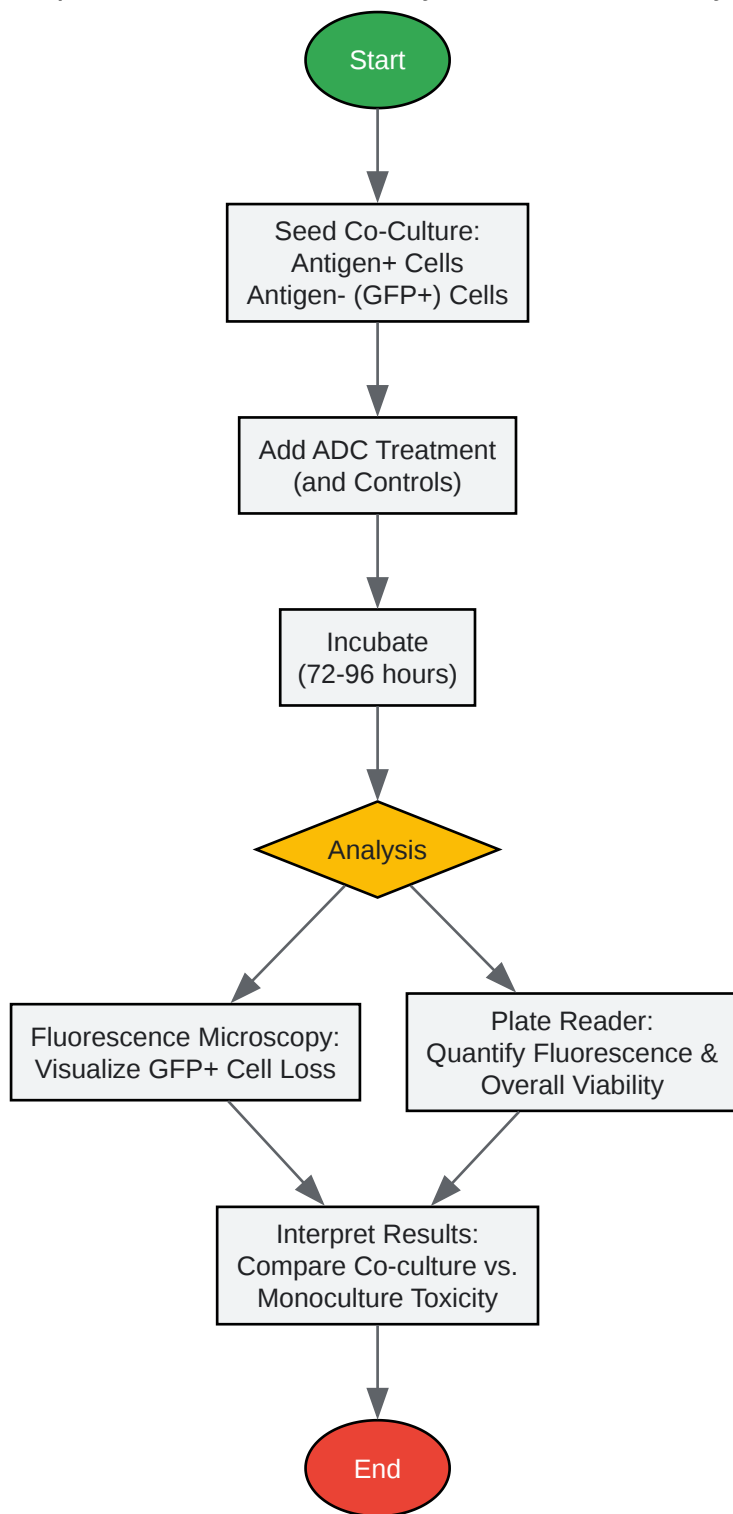 Start
Seed Co-Culture:
Antigen+ Cells
Antigen- (GFP+) Cells
Add ADC Treatment
(and Controls)
Incubate
(72-96 hours)
Analysis
Fluorescence Microscopy:
Visualize GFP+ Cell Loss
Plate Reader:
Quantify Fluorescence &
Overall Viability
Interpret Results:
Compare Co-culture vs.
Monoculture Toxicity
End